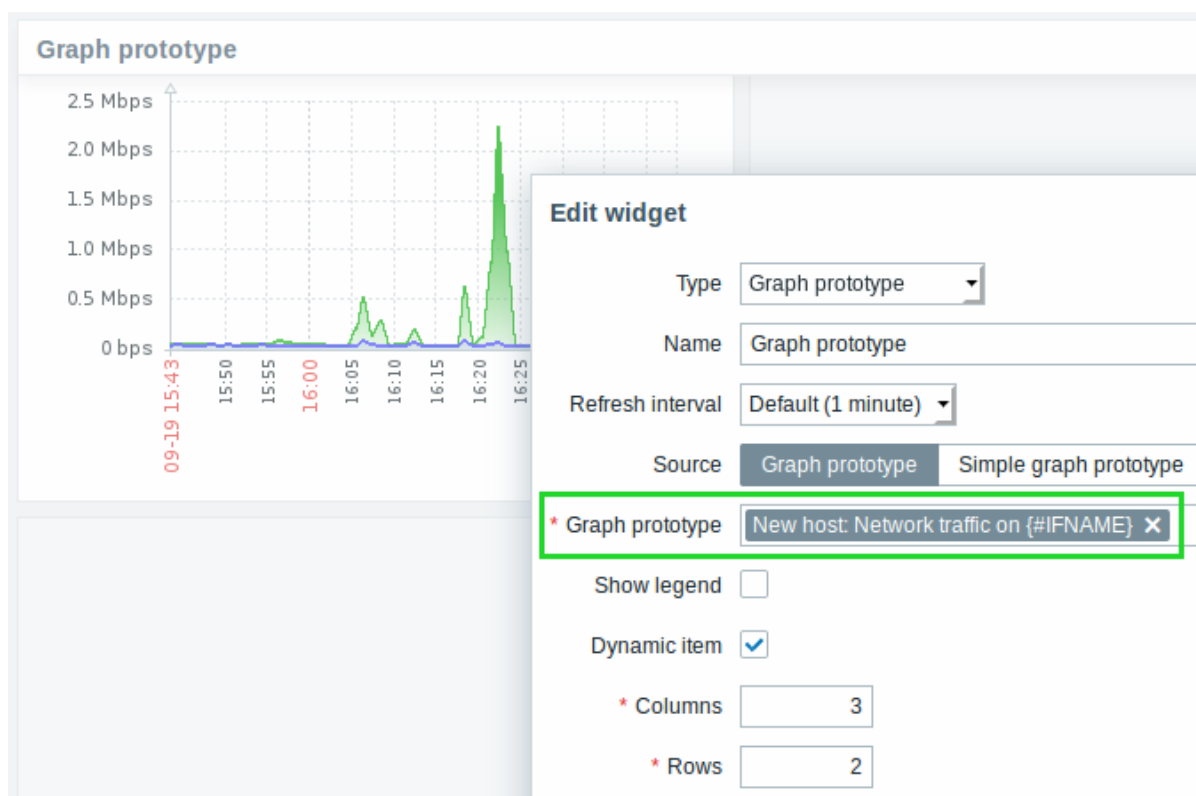 Graph prototype
2.5 Mbps
2.0 Mbps
1.5 Mbps
1.0 Mbps
0.5 Mbps
0 bps
09-19 15:43
15:50
15:55
16:00
16:05
16:10
16:15
16:20
16:25
Edit widget
Type Graph prototype
Name Graph prototype
Refresh interval Default (1 minute)
Source Graph prototype Simple graph prototype
* Graph prototype New host: Network traffic on {#IFNAME} ×
Show legend
Dynamic item
* Columns 3
* Rows 2